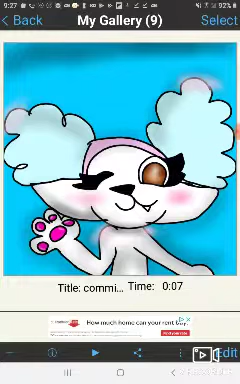 9:27 92%
Back My Gallery (9) Select
Title: commi... Time: 0:07
How much home can your rent buy?
Edit